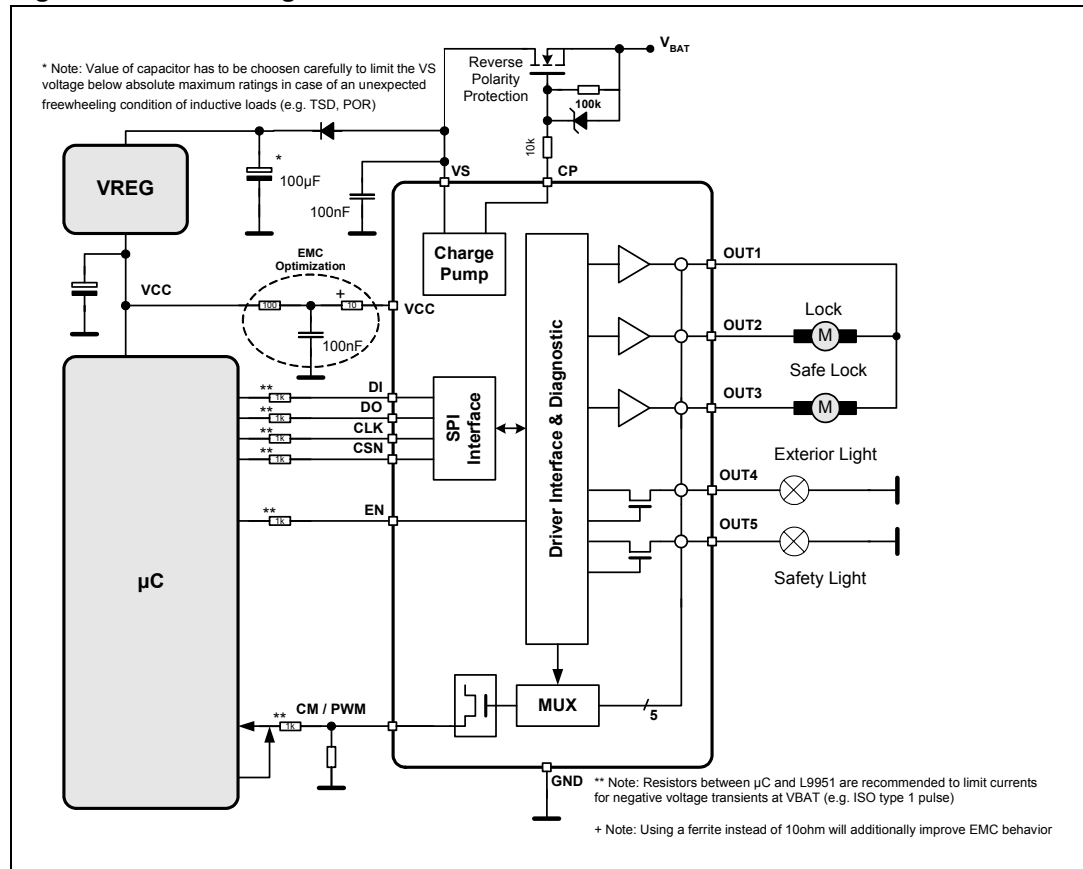 V BAT
Reverse
Polarity
Protection
* Note: Value of capacitor has to be choosen carefully to limit the VS
voltage below absolute maximum ratings in case of an unexpected
freewheeling condition of inductive loads (e.g. TSD, POR)
100k
10k
VS
CP
VREG
*
100µF
100nF
Charge
Pump
EMC
Optimization
VCC
100
+
10
VCC
100nF
OUT1
OUT2
Lock
M
Safe Lock
OUT3
M
Driver Interface & Diagnostic
SPI
Interface
** 1k DI
** 1k DO
** 1k CLK
** 1k CSN
** 1k EN
µC
Exterior Light
OUT4
OUT5
Safety Light
CM / PWM
** 1k
MUX
5
GND
** Note: Resistors between µC and L9951 are recommended to limit currents
for negative voltage transients at VBAT (e.g. ISO type 1 pulse)
+ Note: Using a ferrite instead of 10ohm will additionally improve EMC behavior